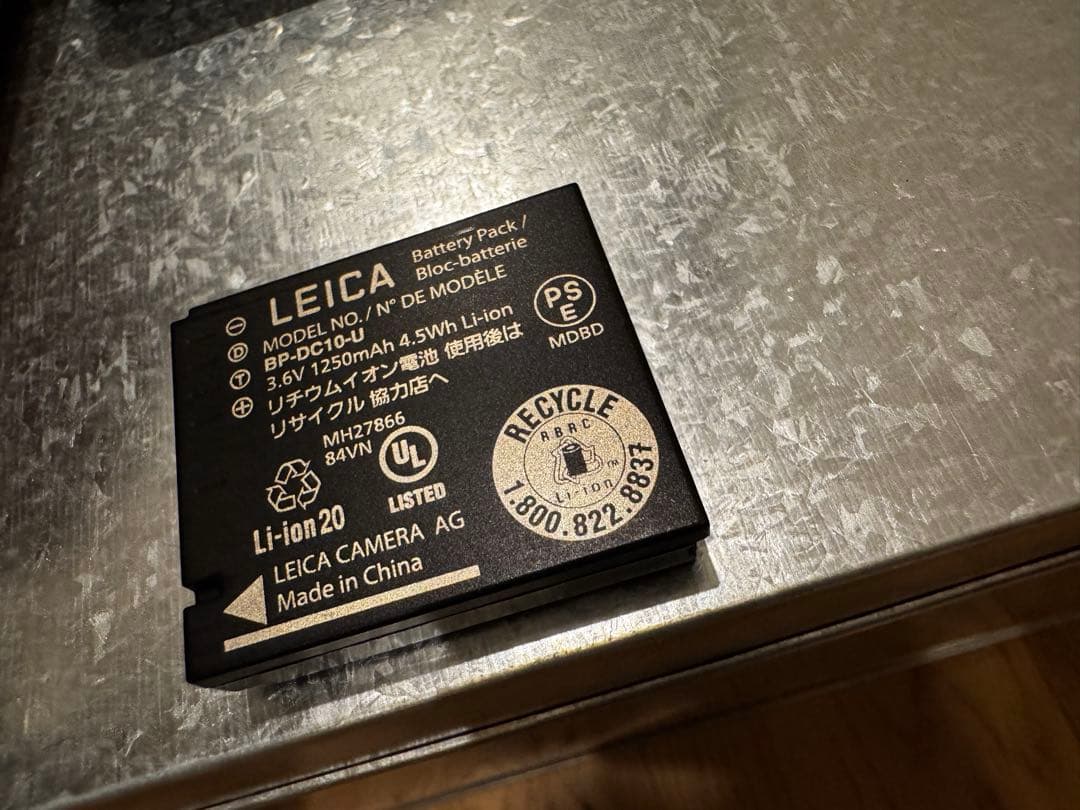 LEICA Battery Pack /
Bloc-batterie
MODEL NO. / N° DE MODÈLE
BP-DC10-U
3.6V 1250mAh 4.5Wh Li-ion
リチウムイオン電池 使用後は
リサイクル 協力店へ
⊖
D
T
⊕
PS
E
MDBD
MH27866
84VN
UL
LISTED
Li-ion20
RECYCLE
RBRC
Li-ion
TM
1.800.822.8837
LEICA CAMERA AG
Made in China